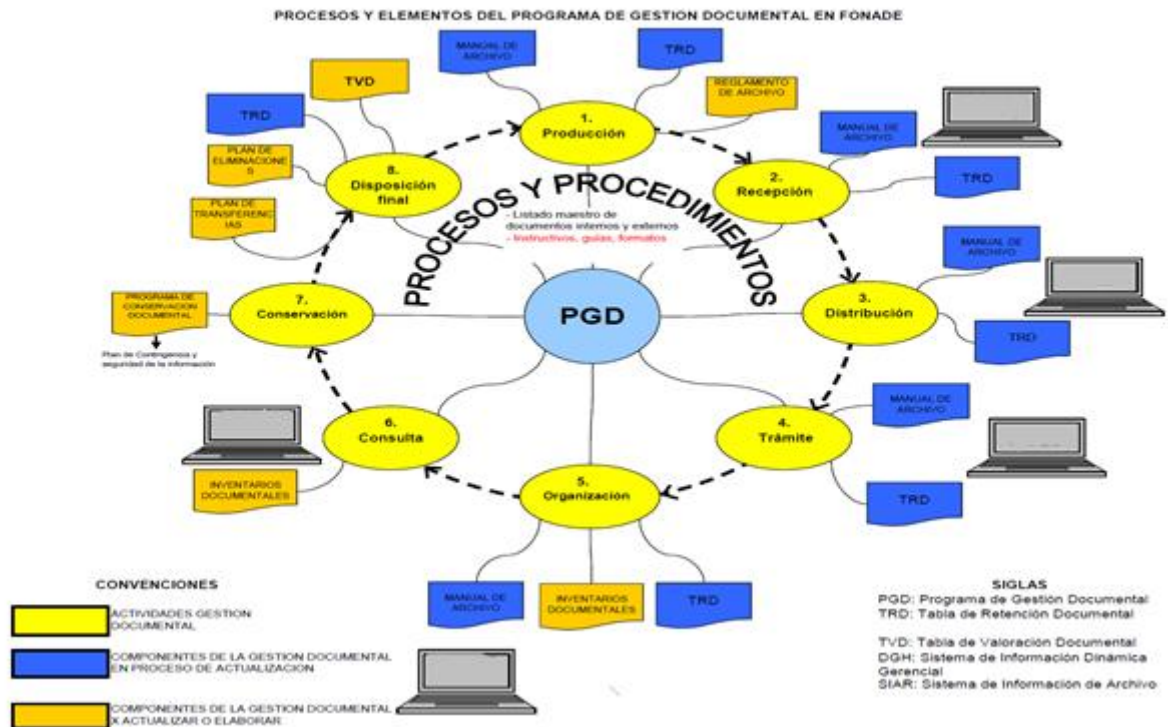 PROCESOS Y ELEMENTOS DEL PROGRAMA DE GESTION DOCUMENTAL EN FONADE
MANUAL DE
ARCHIVO
TRD
REGLAMENTO
DE ARCHIVO
1.
Producción
TVD
TRD
PLAN DE
ELIMINACIONE
S
PLAN DE
TRANSFERENC
IAS
8.
Disposición
final
MANUAL DE
ARCHIVO
TRD
2.
Recepción
PROCESOS Y PROCEDIMIENTOS
- Listado maestro de
documentos internos y externos
- Instructivos, guías, formatos
MANUAL DE
ARCHIVO
TRD
3.
Distribución
PGD
PROGRAMA DE
CONSERVACION
DOCUMENTAL
Plan de Contingencia y
seguridad de la información
7.
Conservación
MANUAL DE
ARCHIVO
TRD
4.
Trámite
6.
Consulta
INVENTARIOS
DOCUMENTALES
5.
Organización
MANUAL DE
ARCHIVO
INVENTARIOS
DOCUMENTALES
TRD
CONVENCIONES
ACTIVIDADES GESTION
DOCUMENTAL
COMPONENTES DE LA GESTION DOCUMENTAL
EN PROCESO DE ACTUALIZACION
COMPONENTES DE LA GESTION DOCUMENTAL
X ACTUALIZAR O ELABORAR
SIGLAS
PGD: Programa de Gestión Documental
TRD: Tabla de Retención Documental
TVD: Tabla de Valoración Documental
DGH: Sistema de Información Dinámica
Gerencial
SIAR: Sistema de Información de Archivo